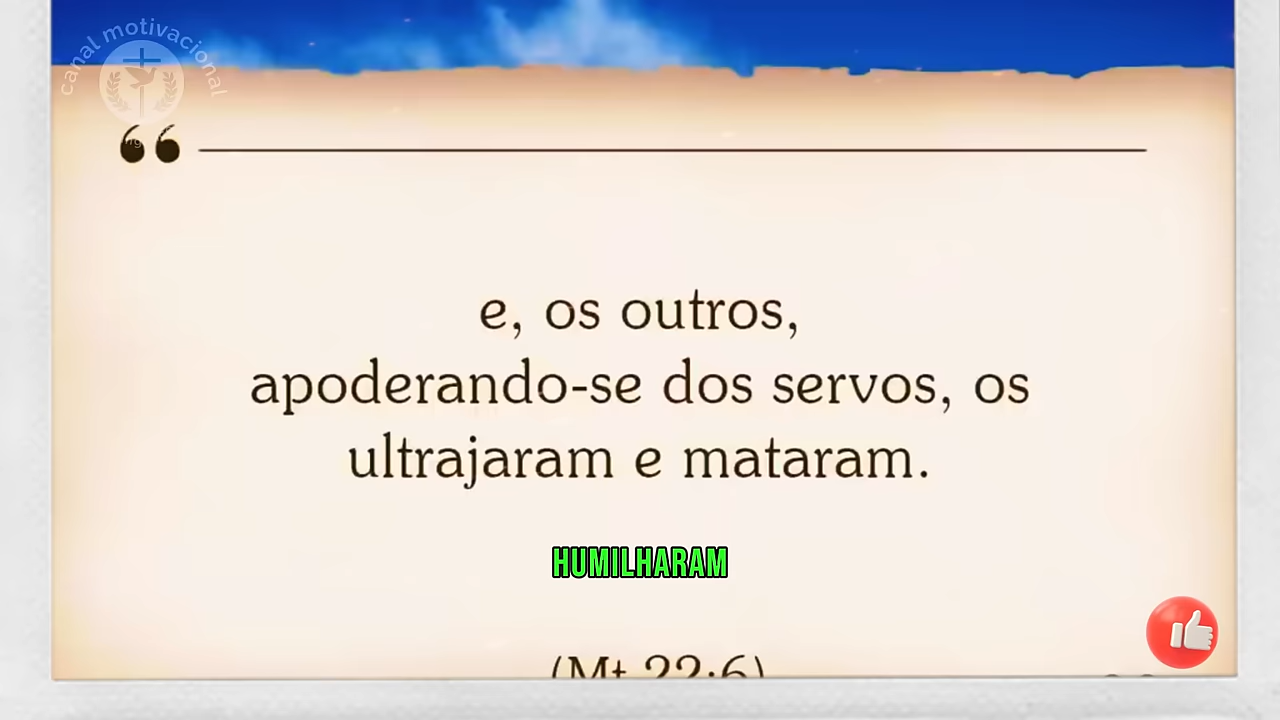 canal motivacional
e, os outros,
apoderando-se dos servos, os
ultrajaram e mataram.
HUMILHARAM
(Mt 22:6)